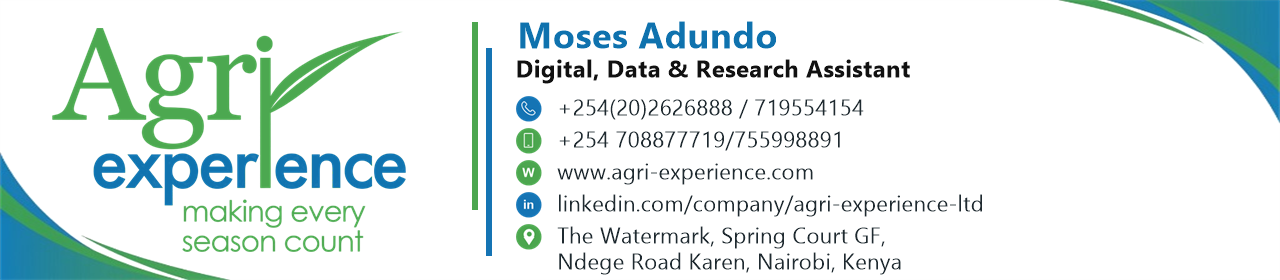 Agri
experience
making every
season count
Moses Adundo
Digital, Data & Research Assistant
+254(20)2626888 / 719554154
+254 708877719/755998891
W
www.agri-experience.com
in
linkedin.com/company/agri-experience-ltd
The Watermark, Spring Court GF,
Ndege Road Karen, Nairobi, Kenya